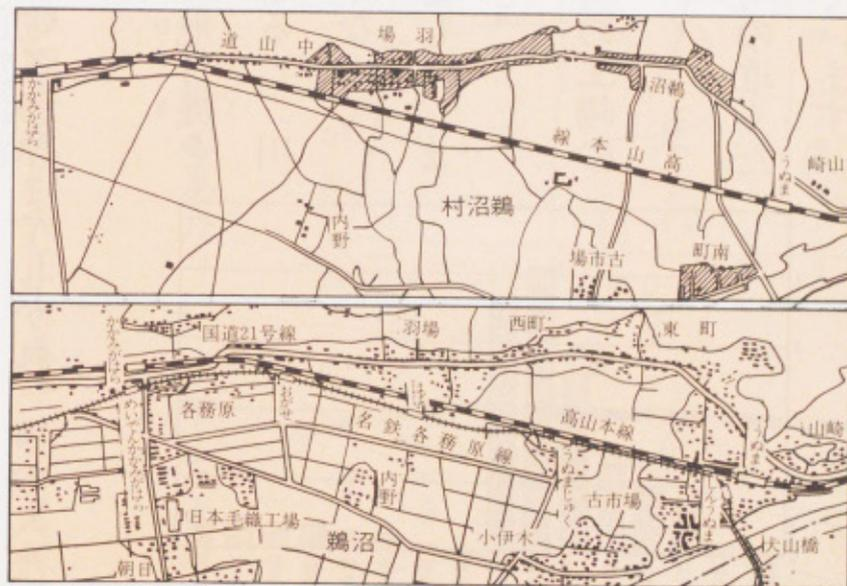 道山中
場羽
鵜沼
かかみがはら
線本山高
うぬま
山崎
村沼鵜
内野
場市古
町南
国道21号線
羽場
西町
東町
かかみがはら
めいでんかがみがはら
各務原
おがせ
はば
名鉄各務原線
高山本線
うぬま
山崎
内野
うぬまじゅく
古市場
しんうぬま
日本毛織工場
鵜沼
小伊木
犬山橋
朝日